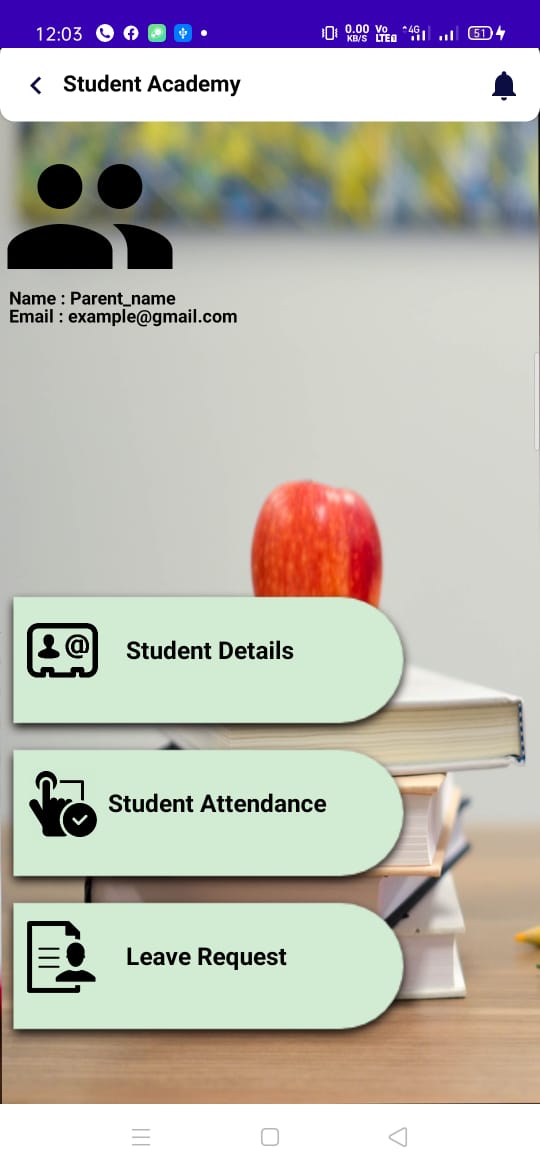 12:03
0.00 KB/S Vo LTE 4G 51
Student Academy
Name : Parent_name
Email : example@gmail.com
@ Student Details
Student Attendance
Leave Request